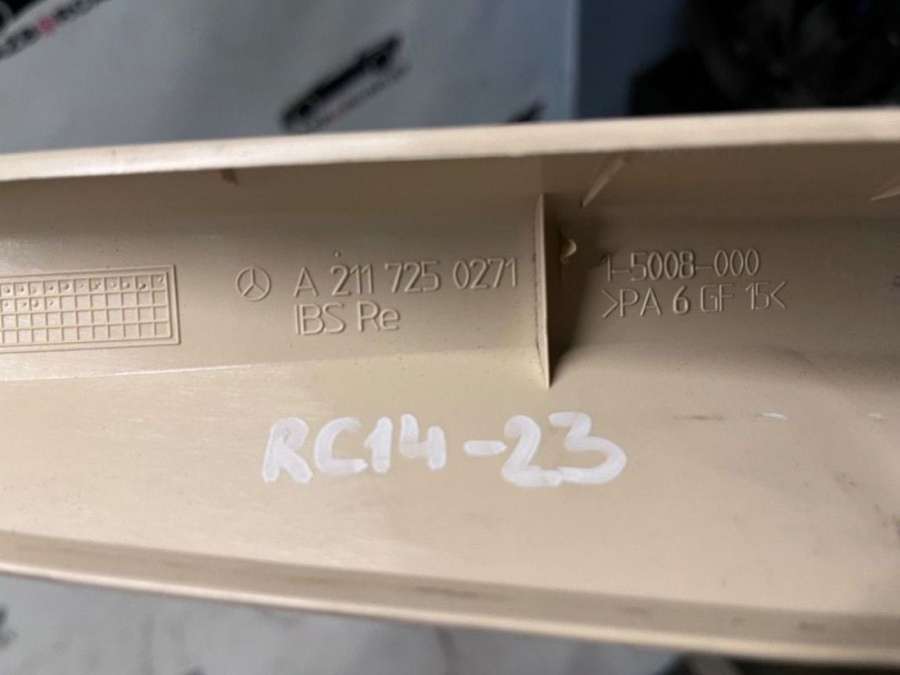 A 211 725 0271
IBS Re
1-5008-000
>PA 6 GF 15<
RC14-23